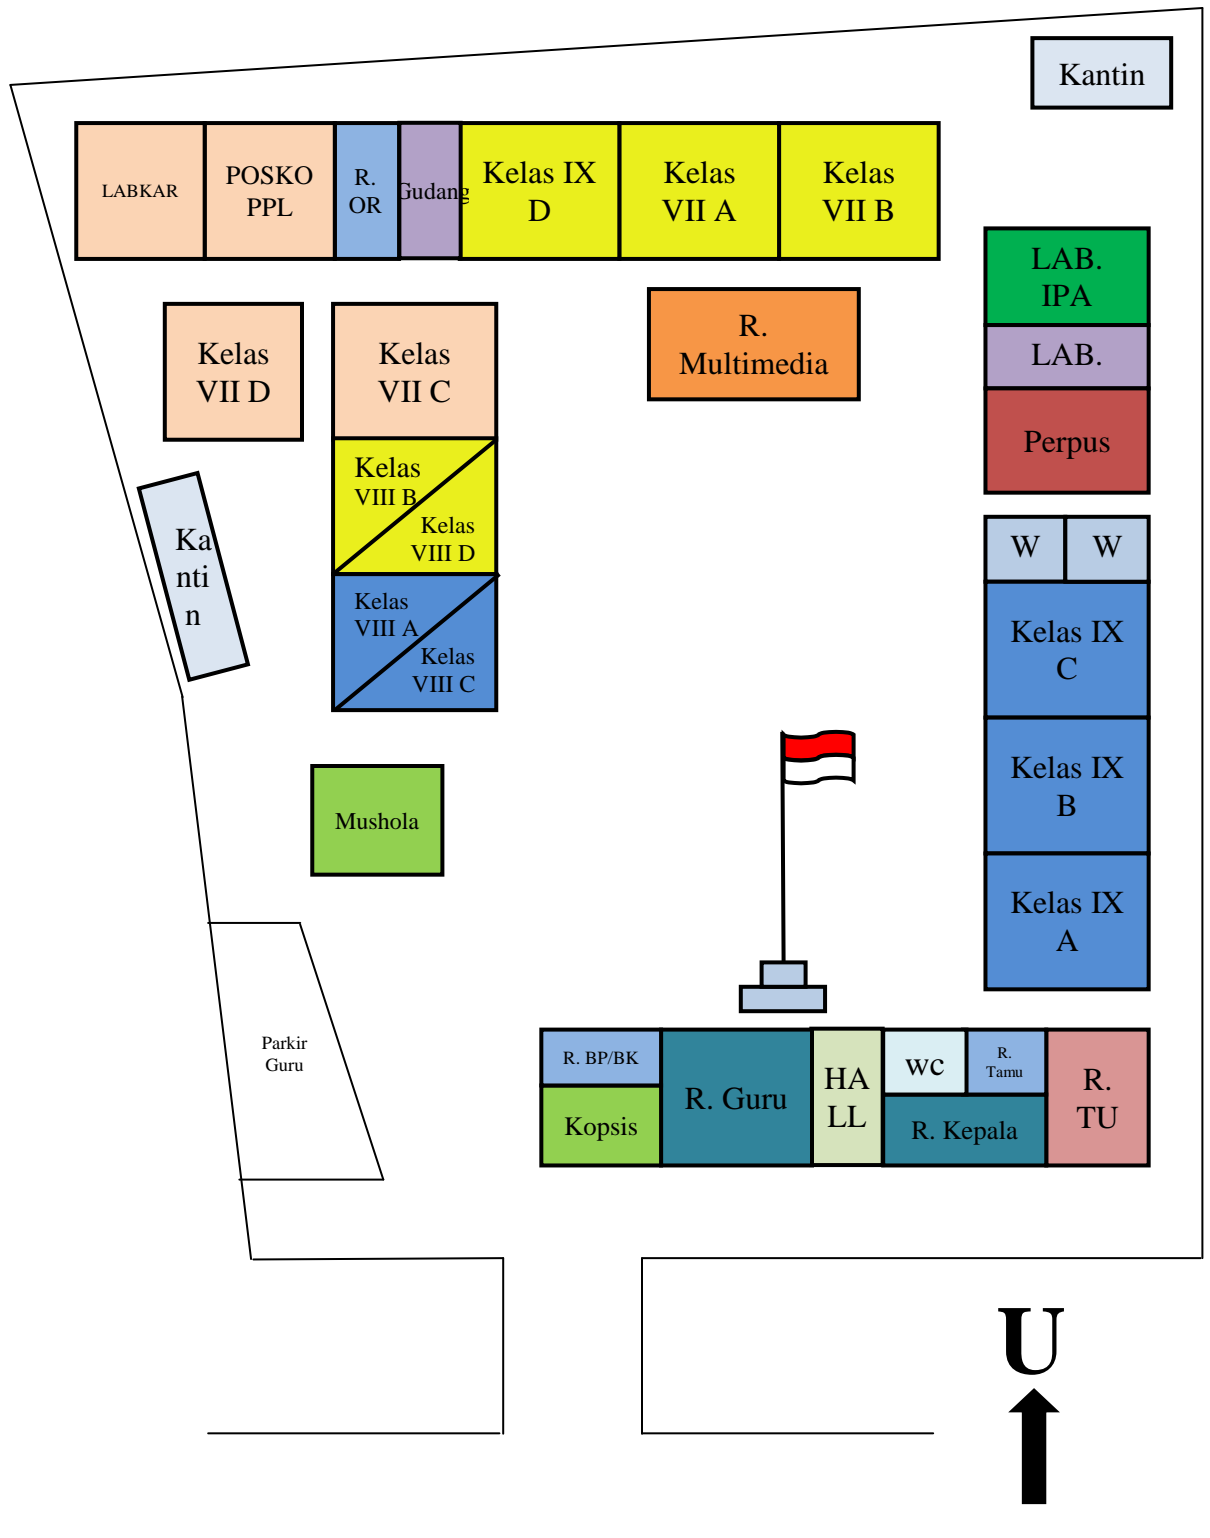 Kantin
LABKAR
POSKO
PPL
R.
OR
Gudang
Kelas IX
D
Kelas
VII A
Kelas
VII B
LAB.
IPA
LAB.
Perpus
R.
Multimedia
Kelas
VII D
Kelas
VII C
Kelas
VIII B
Kelas
VIII D
Kelas
VIII A
Kelas
VIII C
Ka
nti
n
W
W
Kelas IX
C
Kelas IX
B
Kelas IX
A
Mushola
Parkir
Guru
R. BP/BK
Kopsis
R. Guru
HA
LL
wc
R.
Tamu
R. Kepala
R.
TU
U